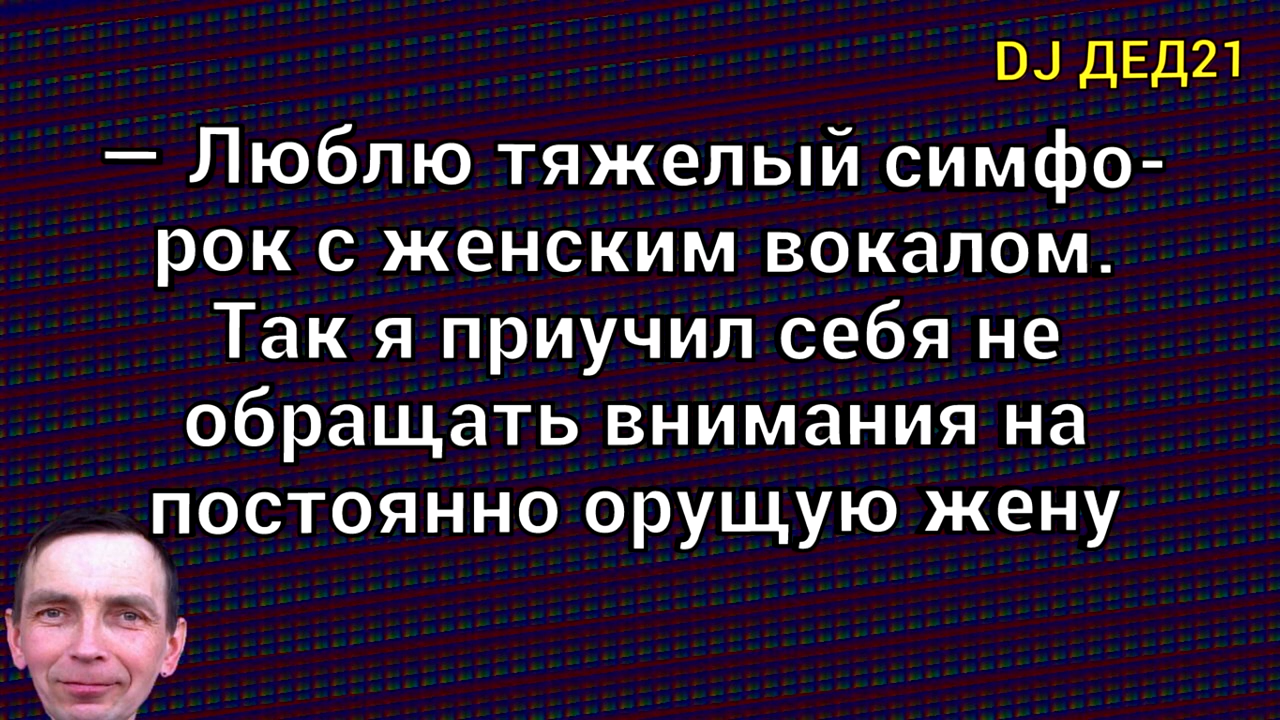 DJ ДЕД21
— Люблю тяжелый симфо-
рок с женским вокалом.
Так я приучил себя не
обращать внимания на
постоянно орущую жену